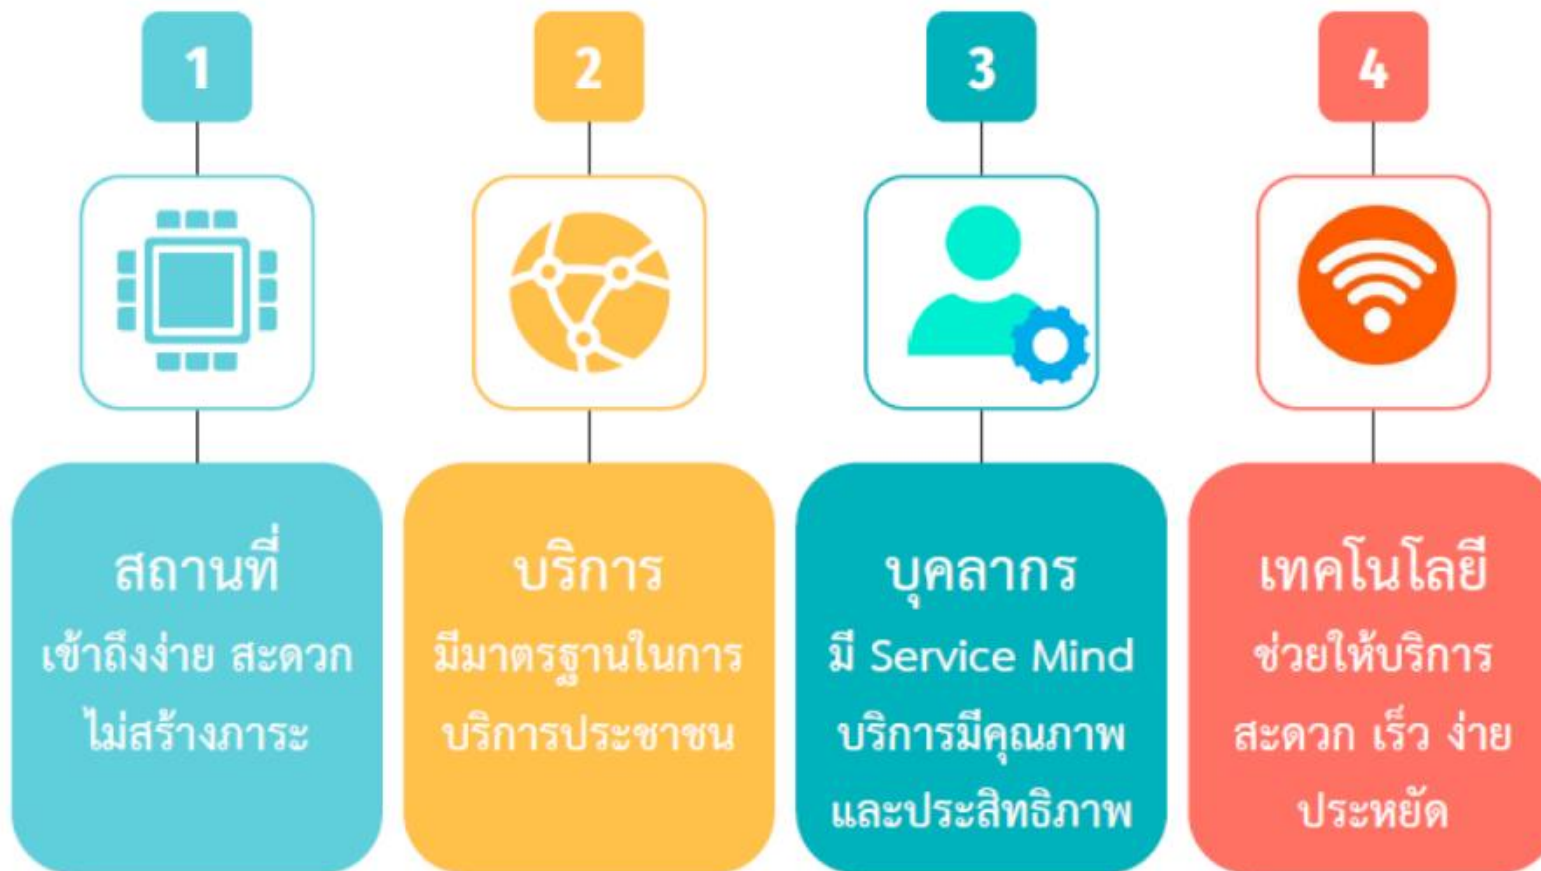 1
สถานที่
เข้าถึงง่าย สะดวก
ไม่สร้างภาระ
2
บริการ
มีมาตรฐานในการ
บริการประชาชน
3
บุคลากร
มี Service Mind
บริการมีคุณภาพ
และประสิทธิภาพ
4
เทคโนโลยี
ช่วยให้บริการ
สะดวก เร็ว ง่าย
ประหยัด